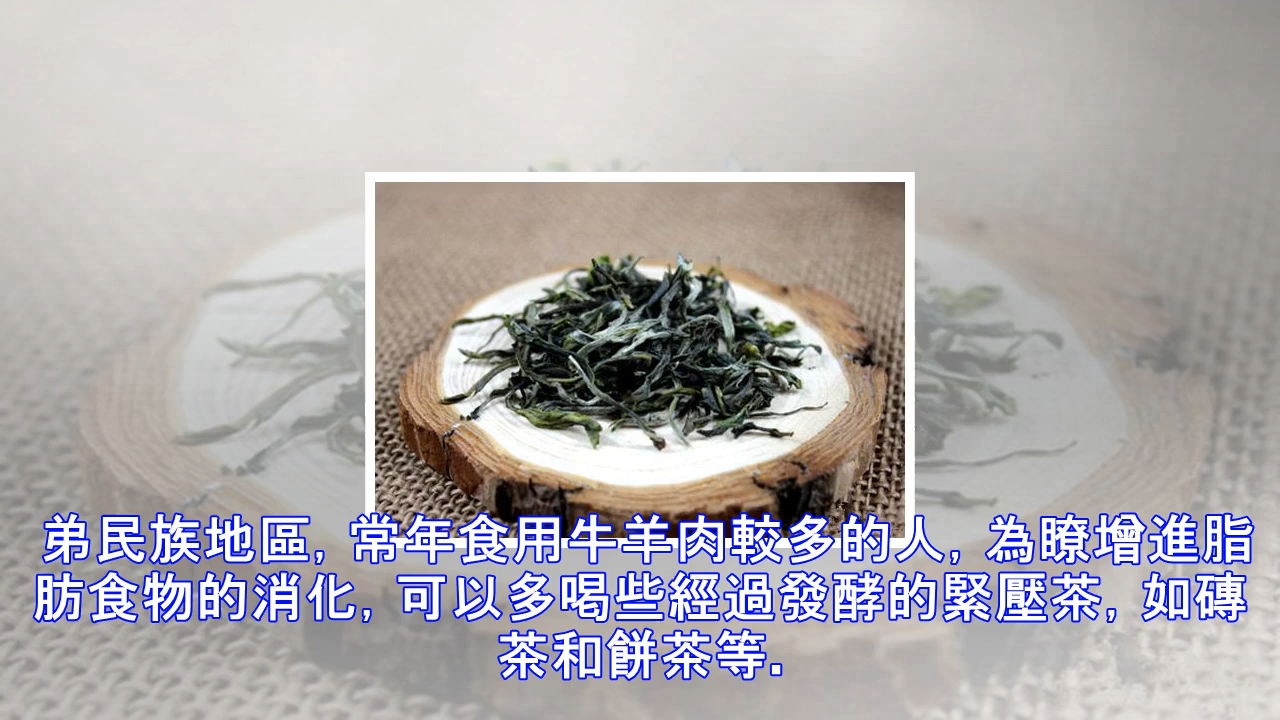 弟民族地區, 常年食用牛羊肉較多的人, 為瞭增進脂
肪食物的消化, 可以多喝些經過發酵的緊壓茶, 如磚
茶和餅茶等.